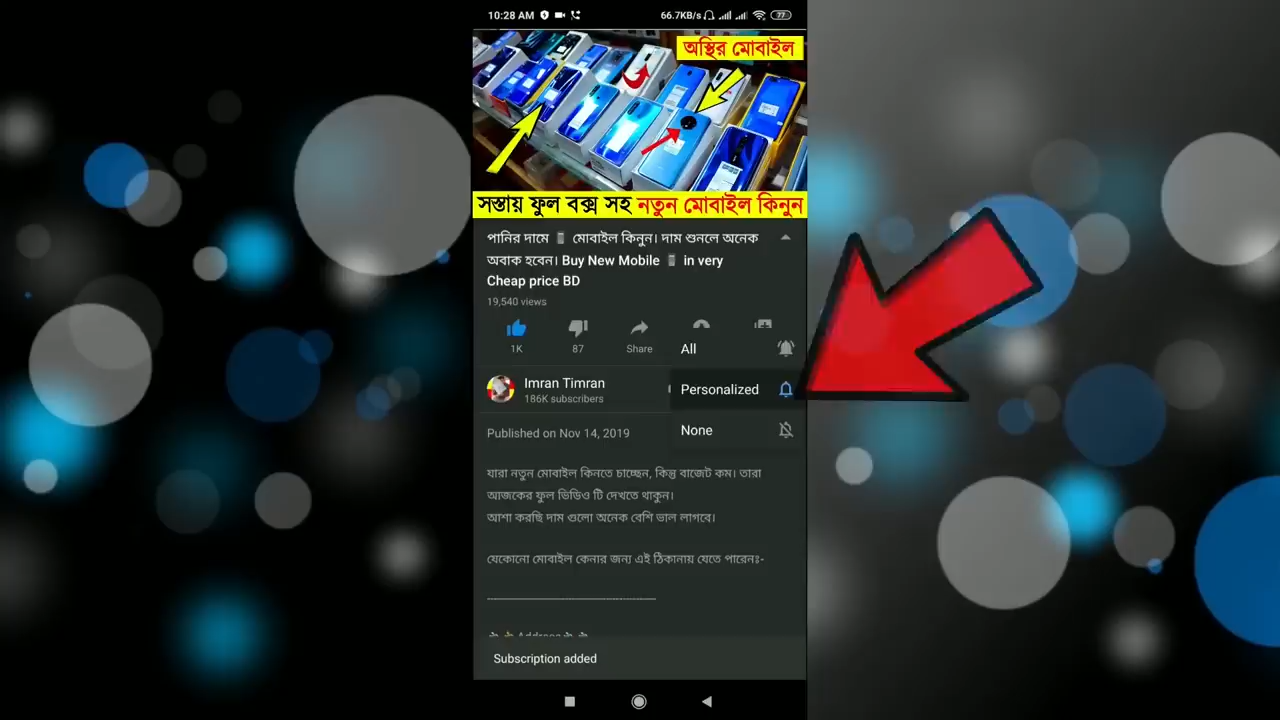 10:28 AM
66.7KB/s
77
অস্থির মোবাইল
সস্তায় ফুল বক্স সহ নতুন মোবাইল কিনুন
পানির দামে 📱 মোবাইল কিনুন। দাম শুনলে অনেক
অবাক হবেন। Buy New Mobile 📱 in very
Cheap price BD
19,540 views
1K
87
Share
All
Imran Timran
186K subscribers
Personalized
None
Published on Nov 14, 2019
যারা নতুন মোবাইল কিনতে চাচ্ছেন, কিন্তু বাজেট কম। তারা
আজকের ফুল ভিডিও টি দেখতে থাকুন।
আশা করছি দাম গুলো অনেক বেশি ভাল লাগবে।
যেকোনো মোবাইল কেনার জন্য এই ঠিকানায় যেতে পারেনঃ-
Address
Subscription added